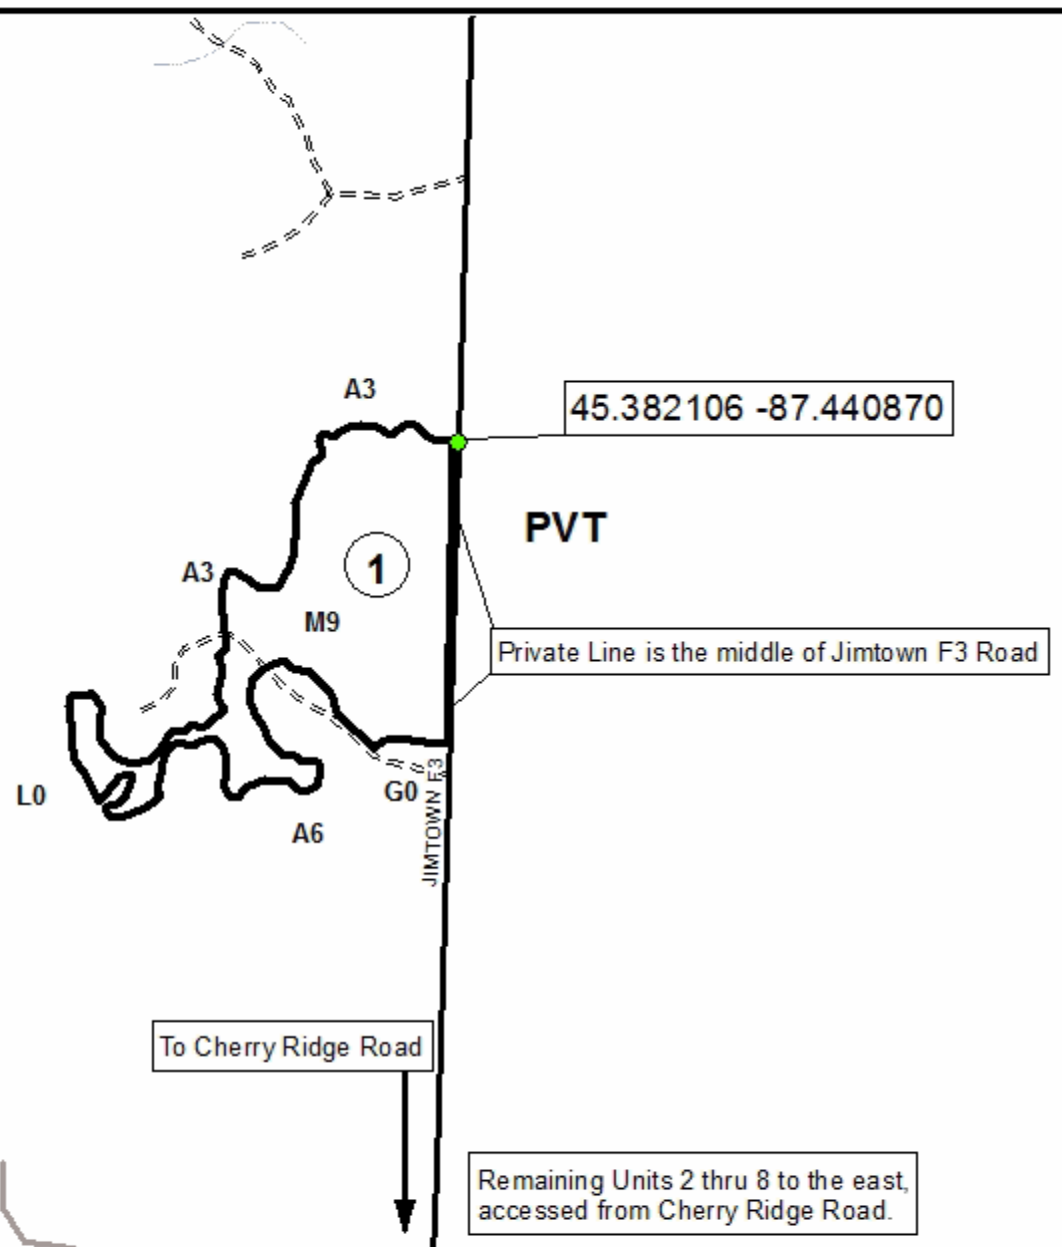 A3
45.382106 -87.440870
PVT
1
A3
M9
Private Line is the middle of Jimtown F3 Road
L0
G0
JIMTOWN F3
A6
To Cherry Ridge Road
Remaining Units 2 thru 8 to the east,
accessed from Cherry Ridge Road.